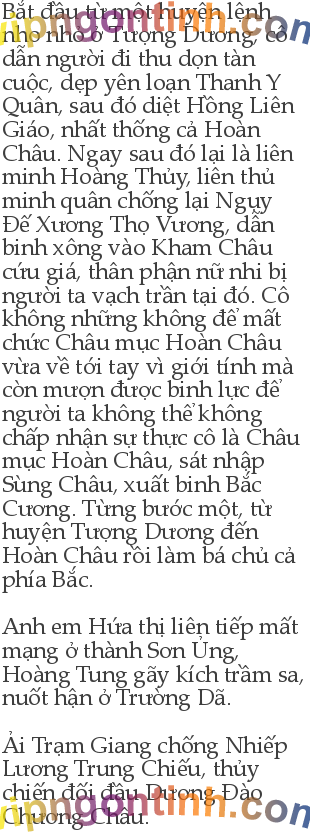 Bắt đầu từ một huyện lệnh
nho nhỏ ở Tượng Dương, cô
dẫn người đi thu dọn tàn
cuộc, dẹp yên loạn Thanh Y
Quân, sau đó diệt Hồng Liên
Giáo, nhất thống cả Hoàn
Châu. Ngay sau đó lại là liên
minh Hoàng Thủy, liên thủ
minh quân chống lại Ngụy
Đế Xương Thọ Vương, dẫn
binh xông vào Kham Châu
cứu giá, thân phận nữ nhi bị
người ta vạch trần tại đó. Cô
không những không để mất
chức Châu mục Hoàn Châu
vừa về tới tay vì giới tính mà
còn mượn được binh lực để
người ta không thể không
chấp nhận sự thực cô là Châu
mục Hoàn Châu, sát nhập
Sùng Châu, xuất binh Bắc
Cương. Từng bước một, từ
huyện Tượng Dương đến
Hoàn Châu rồi làm bá chủ cả
phía Bắc.
Anh em Hứa thị liên tiếp mất
mạng ở thành Sơn Ủng,
Hoàng Tung gãy kích trầm sa,
nuốt hận ở Trường Dã.
Ải Trạm Giang chống Nhiếp
Lương Trung Chiếu, thủy
chiến đối đầu Dương Đào
Chương Châu.
vipngontinh.com
vipngontinh.com